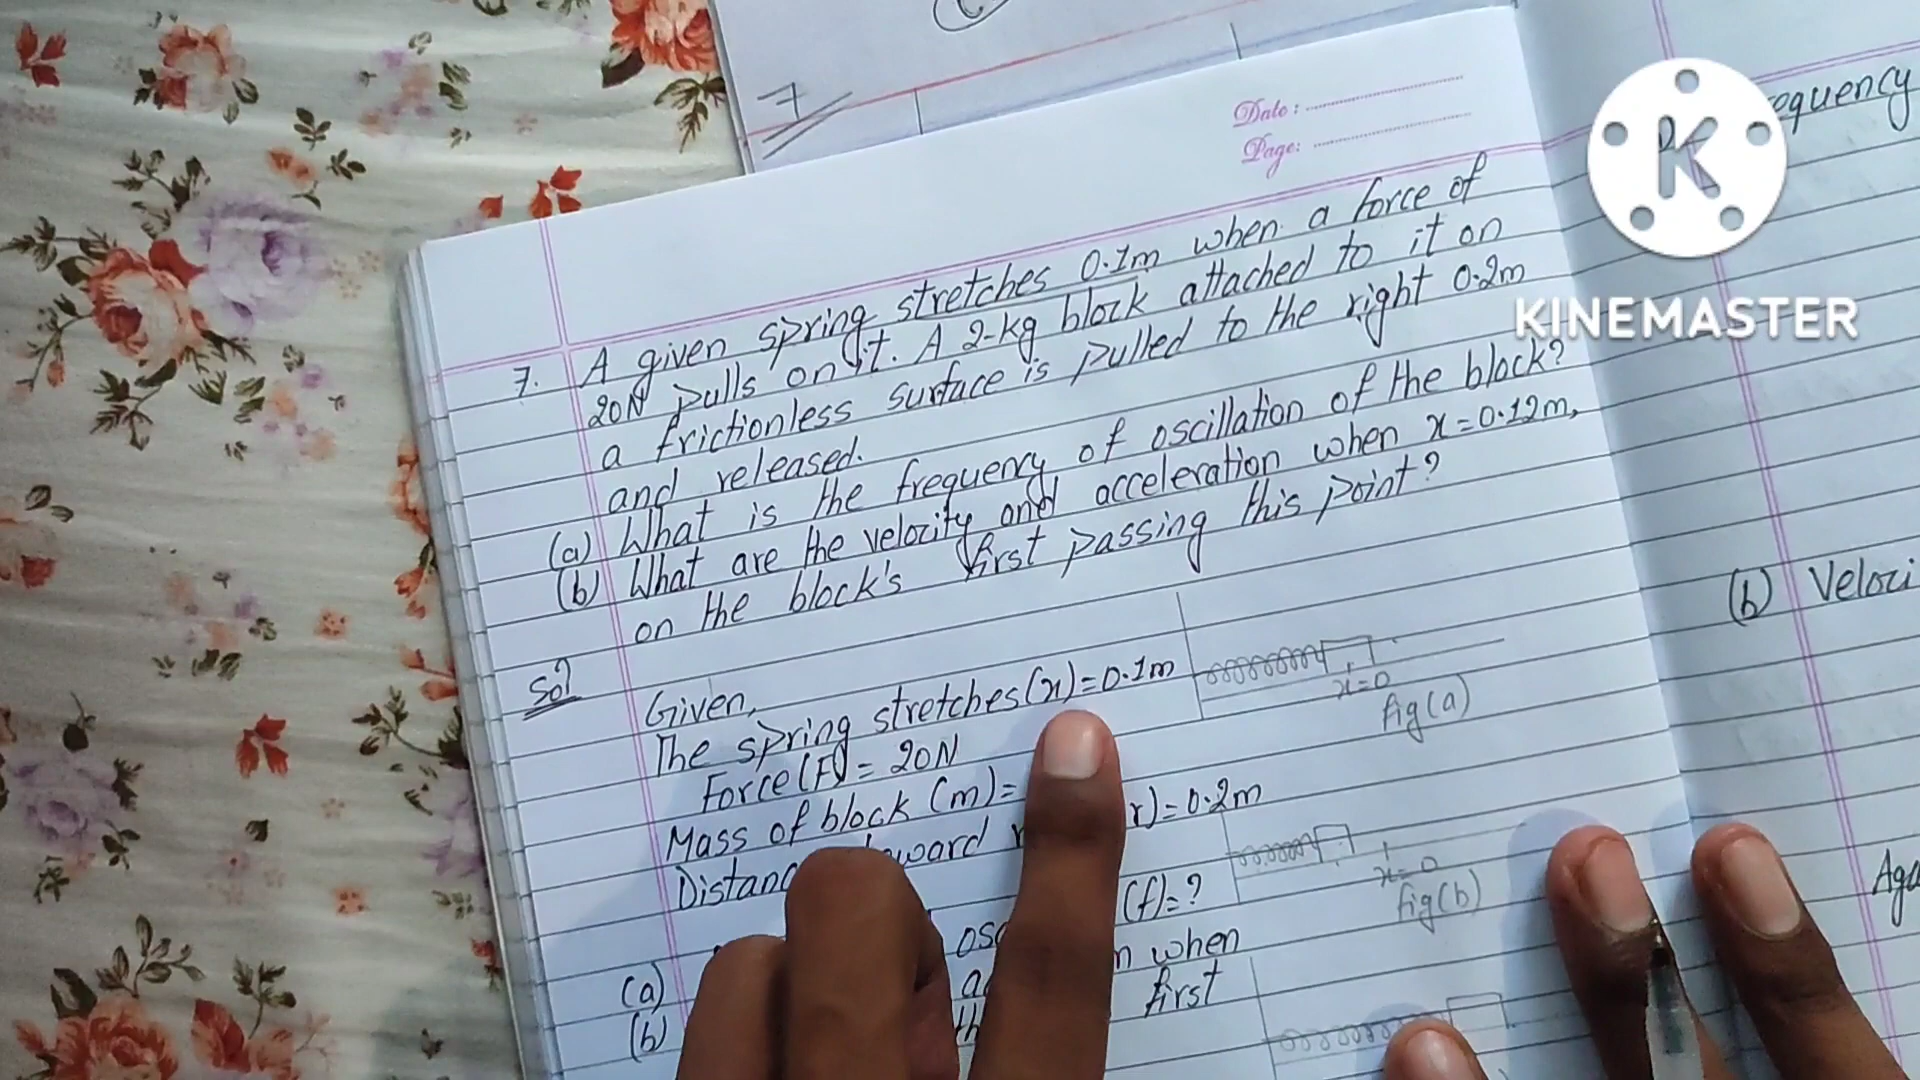 7
Date:
Page:
7. A given spring stretches 0.1m when a force of
20N pulls on it. A 2-kg block attached to it on
a frictionless surface is pulled to the right 0.2m
and released.
(a) What is the frequency of oscillation of the block?
(b) What are the velocity and acceleration when x=0.12m,
on the block's first passing this point?
Sol
Given,
The spring stretches(x)=0.1m
Force(F)=20N
Mass of block (m)=
r)=0.2m
(f)=?
(a)
when
(b)
first
x=0
fig(a)
x=0
fig(b)
(b) Veloci
KINEMASTER